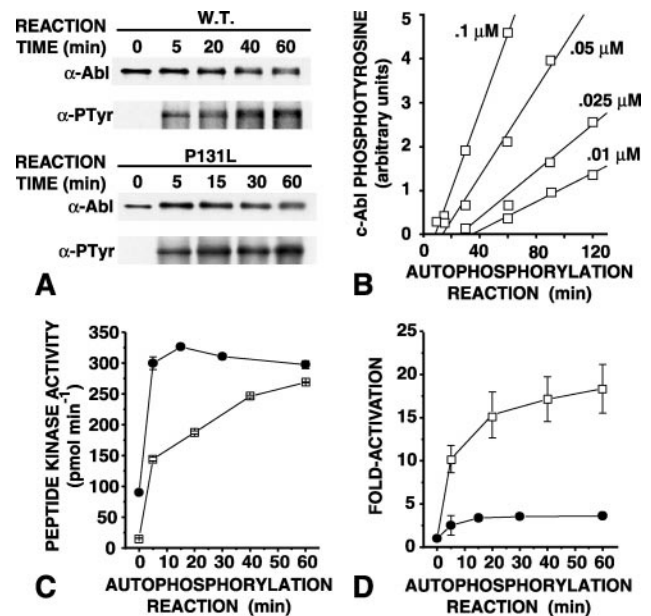 REACTION W.T.
TIME (min) 0 5 20 40 60
α-Abl
α-PTyr
REACTION P131L
TIME (min) 0 5 15 30 60
α-Abl
α-PTyr
A
c-Abl PHOSPHOTYROSINE
(arbitrary units)
5
4
3
2
1
0
.1 μM
.05 μM
.025 μM
.01 μM
0 40 80 120
AUTOPHOSPHORYLATION
REACTION (min)
B
PEPTIDE KINASE ACTIVITY
(pmol min⁻¹)
350
300
250
200
150
100
50
0
0 10 20 30 40 50 60
AUTOPHOSPHORYLATION
REACTION (min)
C
FOLD-ACTIVATION
25
20
15
10
5
0
0 10 20 30 40 50 60
AUTOPHOSPHORYLATION
REACTION (min)
D